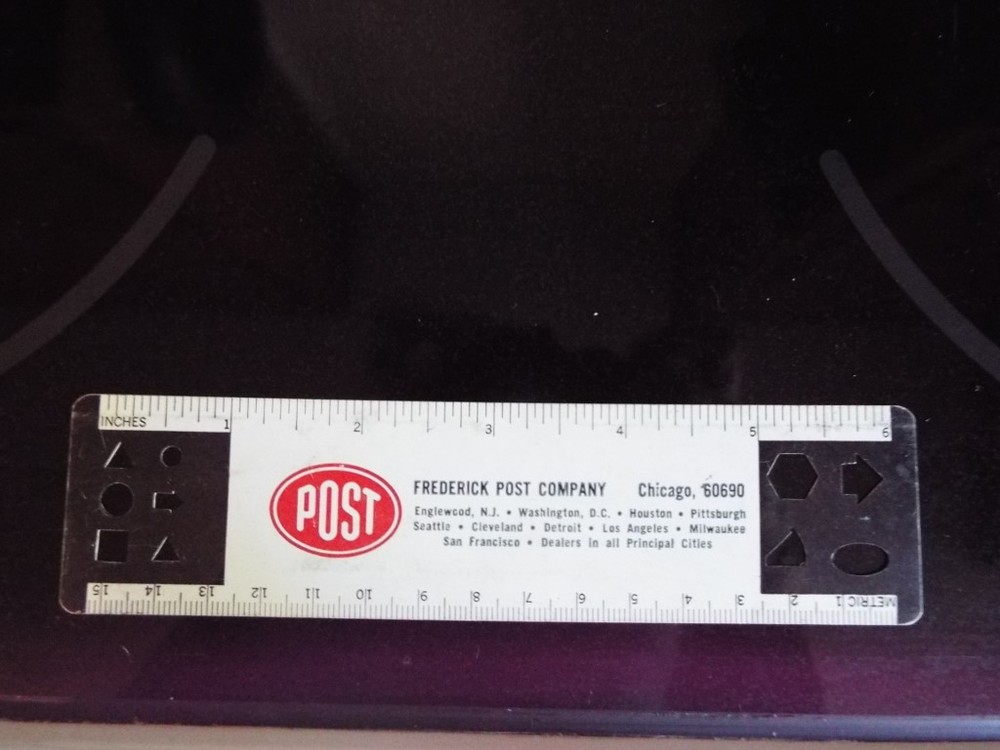 INCHES 1 2 3 4 5 6
POST
FREDERICK POST COMPANY Chicago, 60690
Englewood, N.J. • Washington, D.C. • Houston • Pittsburgh
Seattle • Cleveland • Detroit • Los Angeles • Milwaukee
San Francisco • Dealers in all Principal Cities
METRIC 1 2 3 4 5 6 7 8 9 10 11 12 13 14 15